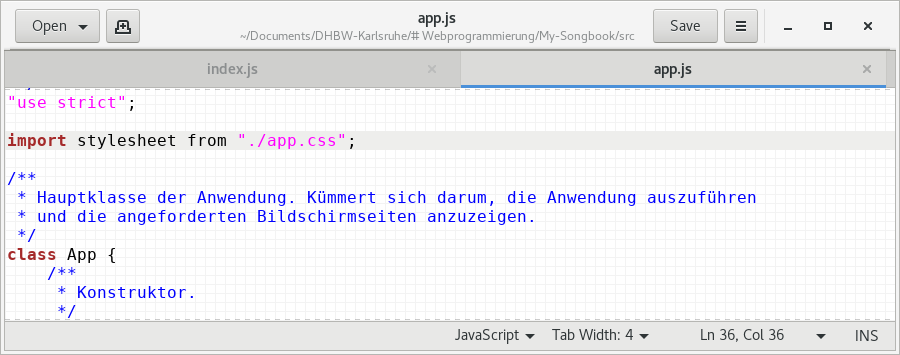 Open
app.js
~/Documents/DHBW-Karlsruhe/# Webprogrammierung/My-Songbook/src
Save
index.js
app.js
"use strict";
import stylesheet from "./app.css";
/**
 * Hauptklasse der Anwendung. Kümmert sich darum, die Anwendung auszuführen
 * und die angeforderten Bildschirmseiten anzuzeigen.
 */
class App {
    /**
     * Konstruktor.
     */
JavaScript Tab Width: 4 Ln 36, Col 36 INS